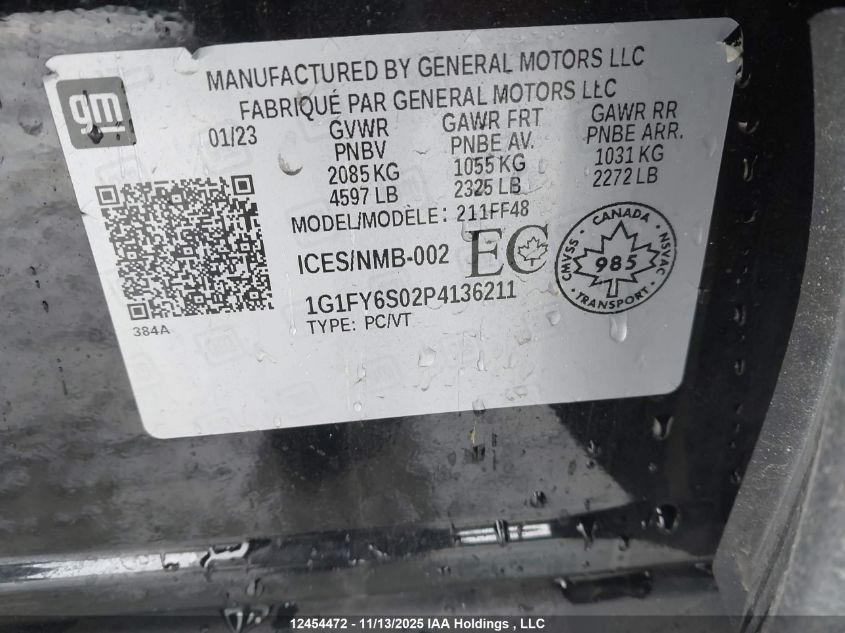 gm
MANUFACTURED BY GENERAL MOTORS LLC
FABRIQUÉ PAR GENERAL MOTORS LLC
01/23
GVWR
PNBV
2085 KG
4597 LB
GAWR FRT
PNBE AV.
1055 KG
2325 LB
GAWR RR
PNBE ARR.
1031 KG
2272 LB
MODEL/MODÈLE: 211FF48
ICES/NMB-002
EC
CANADA
CMVSS
985
NSVAC
TRANSPORT
1G1FY6S02P4136211
TYPE: PC/VT
384A
12454472 - 11/13/2025 IAA Holdings , LLC